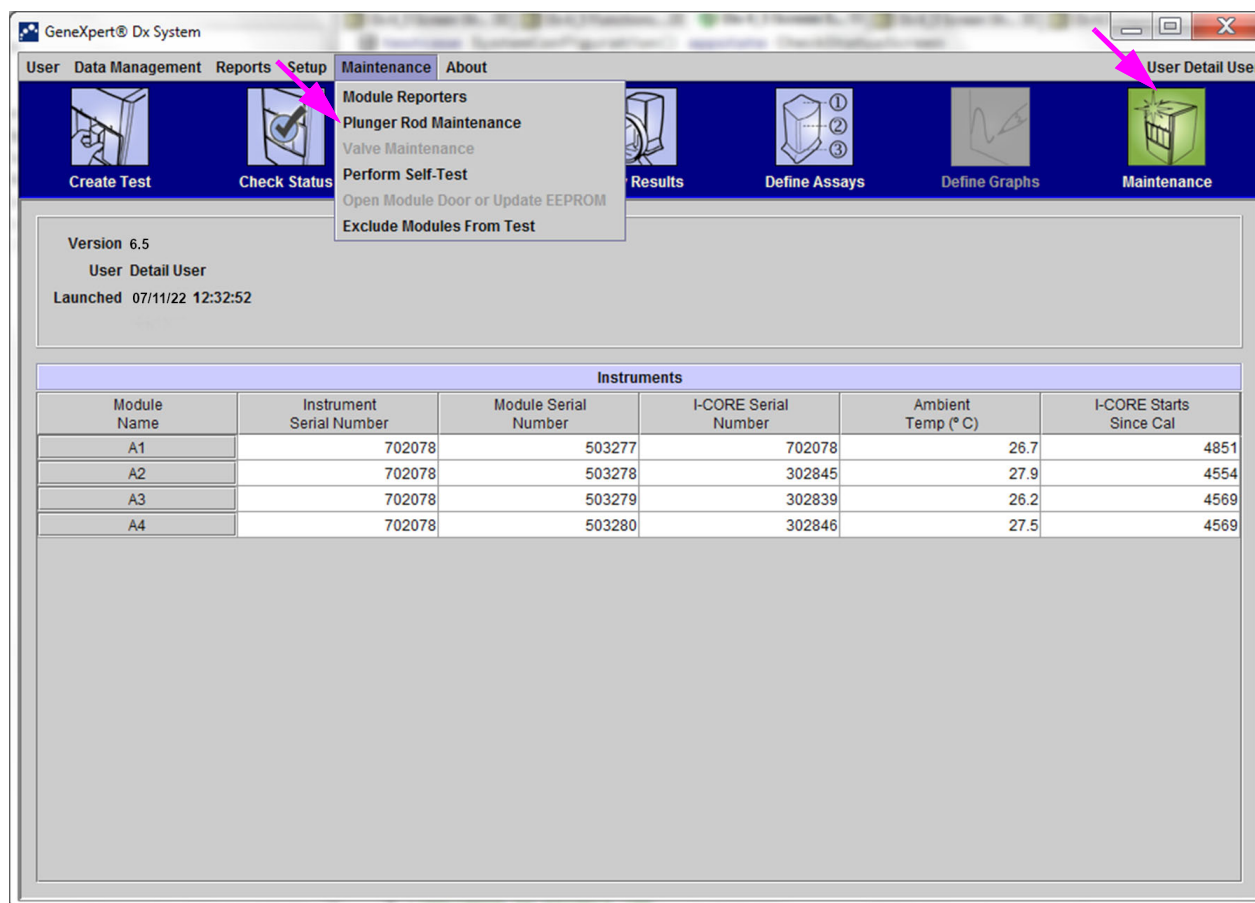 GeneXpert® Dx System
User Data Management Reports Setup Maintenance About User Detail Use
Module Reporters
Plunger Rod Maintenance
Valve Maintenance
Perform Self-Test
Open Module Door or Update EEPROM
Exclude Modules From Test
Create Test Check Status Results Define Assays Define Graphs Maintenance
① ② ③
Version 6.5
User Detail User
Launched 07/11/22 12:32:52
Instruments
Module Name Instrument Serial Number Module Serial Number I-CORE Serial Number Ambient Temp (° C) I-CORE Starts Since Cal
A1 702078 503277 702078 26.7 4851
A2 702078 503278 302845 27.9 4554
A3 702078 503279 302839 26.2 4569
A4 702078 503280 302846 27.5 4569